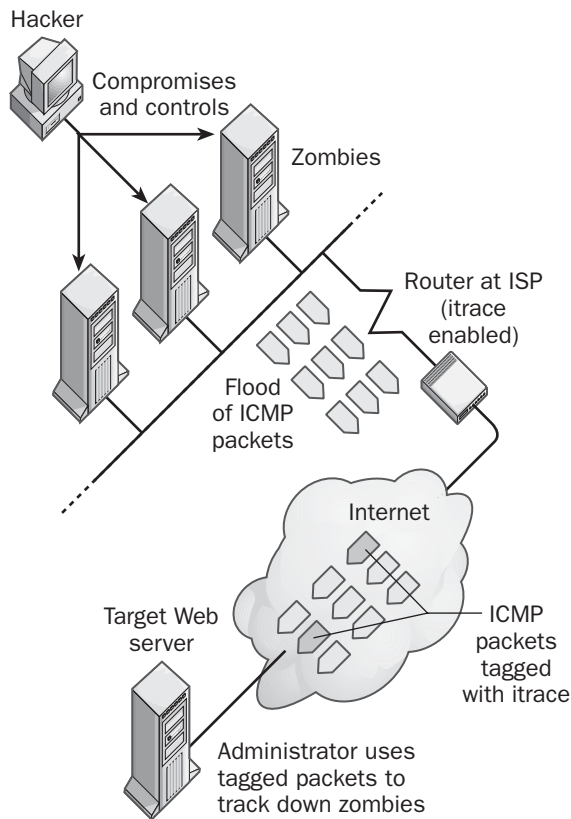 Hacker
Compromises
and controls
Zombies
Router at ISP
(itrace
enabled)
Flood
of ICMP
packets
Internet
Target Web
server
ICMP
packets
tagged
with itrace
Administrator uses
tagged packets to
track down zombies